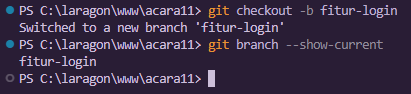 PS C:\laragon\www\acara11> git checkout -b fitur-login
Switched to a new branch 'fitur-login'
PS C:\laragon\www\acara11> git branch --show-current
fitur-login
PS C:\laragon\www\acara11>